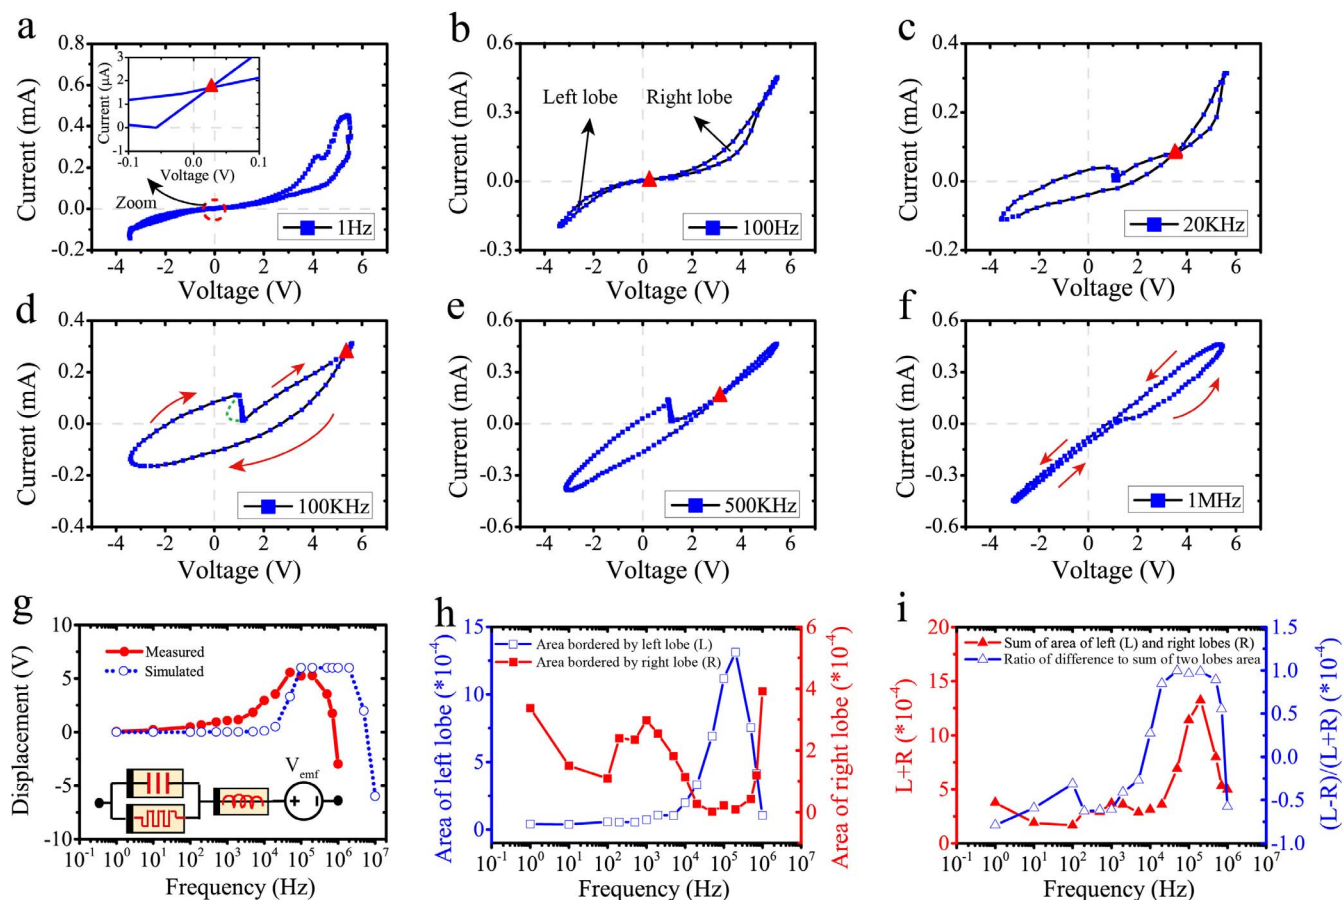 a
0.8
0.6
0.4
0.2
0.0
-0.2
Current (mA)
3
2
1
0
Current (μA)
-0.1 0.0 0.1
Voltage (V)
Zoom
1Hz
-4 -2 0 2 4 6
Voltage (V)
b
0.6
0.3
0.0
-0.3
Current (mA)
Left lobe
Right lobe
100Hz
-4 -2 0 2 4 6
Voltage (V)
c
0.4
0.2
0.0
-0.2
Current (mA)
20KHz
-4 -2 0 2 4 6
Voltage (V)
d
0.4
0.2
0.0
-0.2
-0.4
Current (mA)
100KHz
-4 -2 0 2 4 6
Voltage (V)
e
0.6
0.3
0.0
-0.3
-0.6
Current (mA)
500KHz
-4 -2 0 2 4 6
Voltage (V)
f
0.6
0.3
0.0
-0.3
-0.6
Current (mA)
1MHz
-4 -2 0 2 4 6
Voltage (V)
g
10
5
0
-5
-10
Displacement (V)
Measured
Simulated
Vemf
10-1 100 101 102 103 104 105 106 107
Frequency (Hz)
h
15
10
5
0
Area of left lobe (*10-4)
Area bordered by left lobe (L)
Area bordered by right lobe (R)
6
4
2
0
Area of right lobe (*10-4)
10-1 100 101 102 103 104 105 106 107
Frequency (Hz)
i
20
15
10
5
0
L+R (*10-4)
Sum of area of left (L) and right lobes (R)
Ratio of difference to sum of two lobes area
1.5
1.0
0.5
0.0
-0.5
-1.0
(L-R)/(L+R) (*10-4)
10-1 100 101 102 103 104 105 106 107
Frequency (Hz)